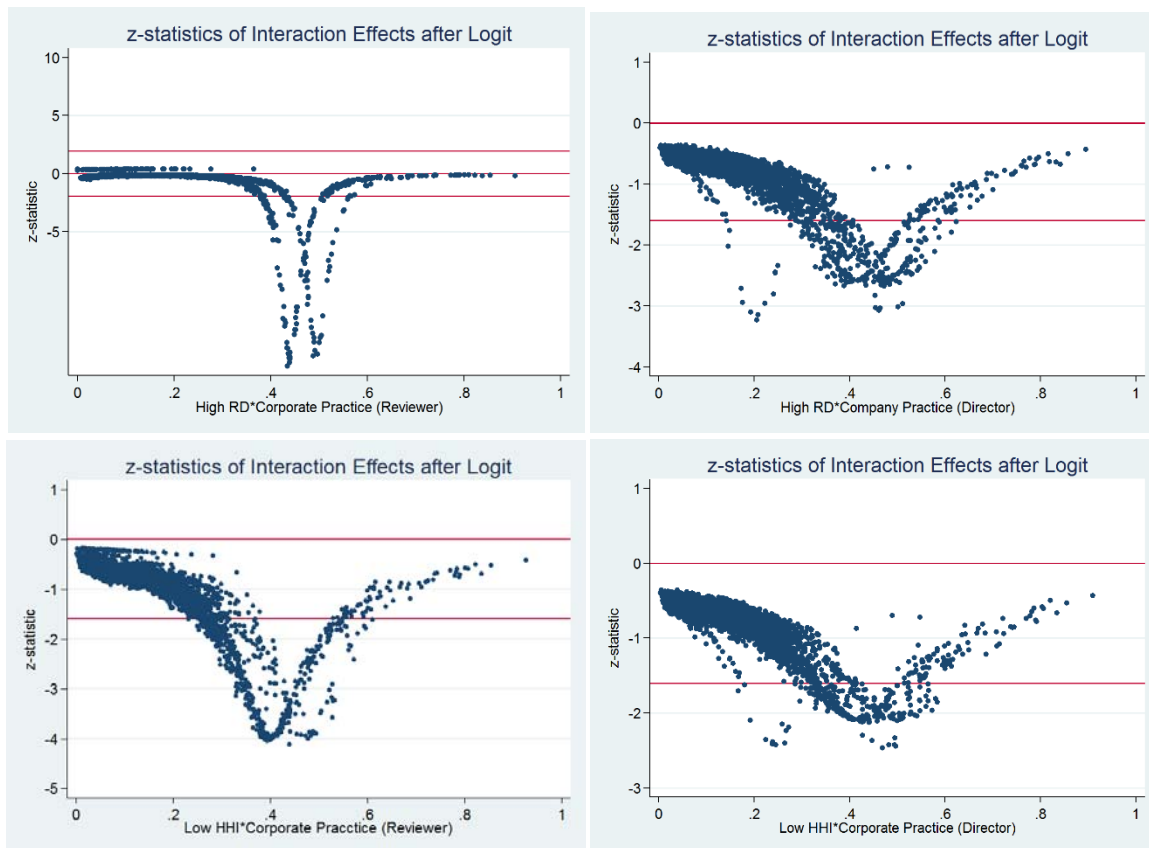 z-statistics of Interaction Effects after Logit
10
5
0
-5
z-statistic
0 .2 .4 .6 .8 1
High RD*Corporate Practice (Reviewer)
z-statistics of Interaction Effects after Logit
1
0
-1
-2
-3
-4
z-statistic
0 .2 .4 .6 .8 1
High RD*Company Practice (Director)
z-statistics of Interaction Effects after Logit
1
0
-1
-2
-3
-4
-5
z-statistic
0 .2 .4 .6 .8 1
Low HHI*Corporate Pracctice (Reviewer)
z-statistics of Interaction Effects after Logit
1
0
-1
-2
-3
z-statistic
0 .2 .4 .6 .8 1
Low HHI*Corporate Practice (Director)